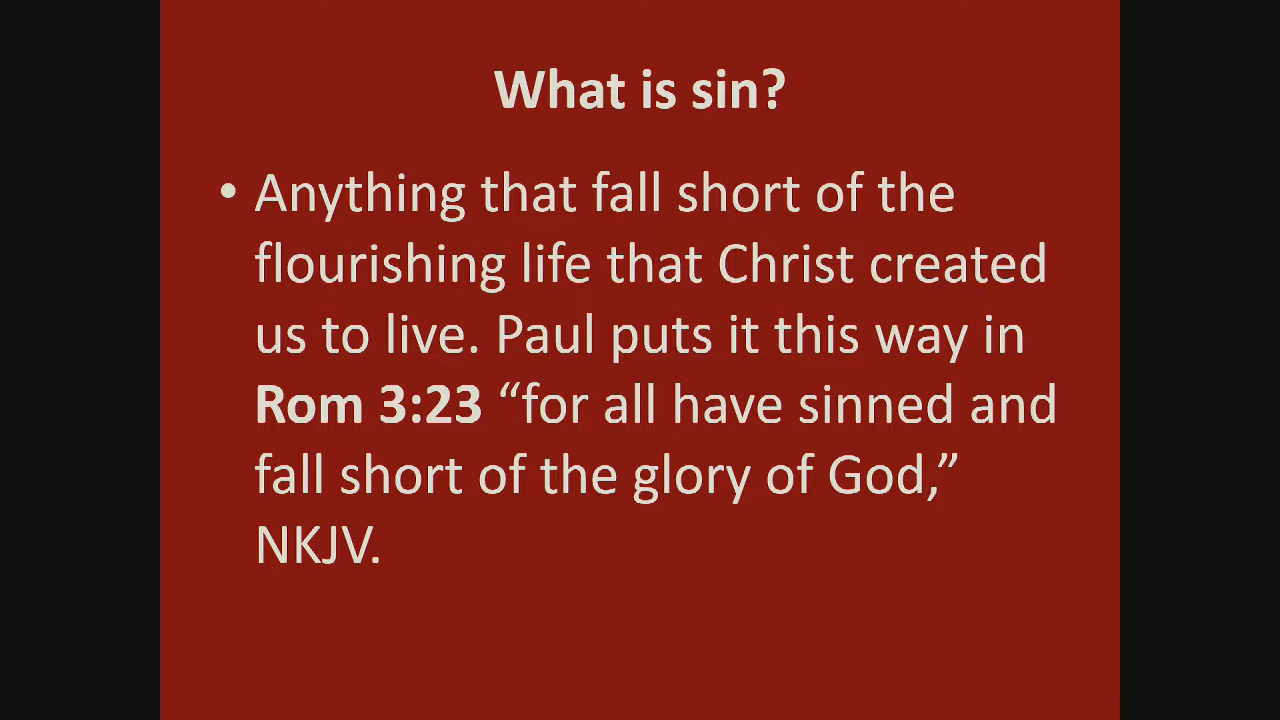 What is sin?
• Anything that fall short of the
flourishing life that Christ created
us to live. Paul puts it this way in
Rom 3:23 “for all have sinned and
fall short of the glory of God,”
NKJV.